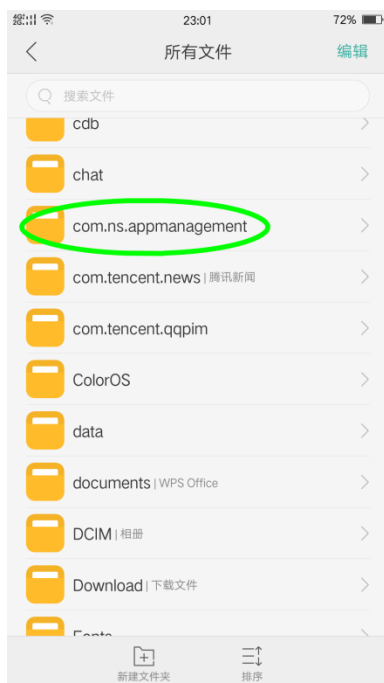 23:01
72%
所有文件
编辑
搜索文件
cdb
chat
com.ns.appmanagement
com.tencent.news | 腾讯新闻
com.tencent.qqpim
ColorOS
data
documents | WPS Office
DCIM | 相册
Download | 下载文件
Fonts
新建文件夹
排序